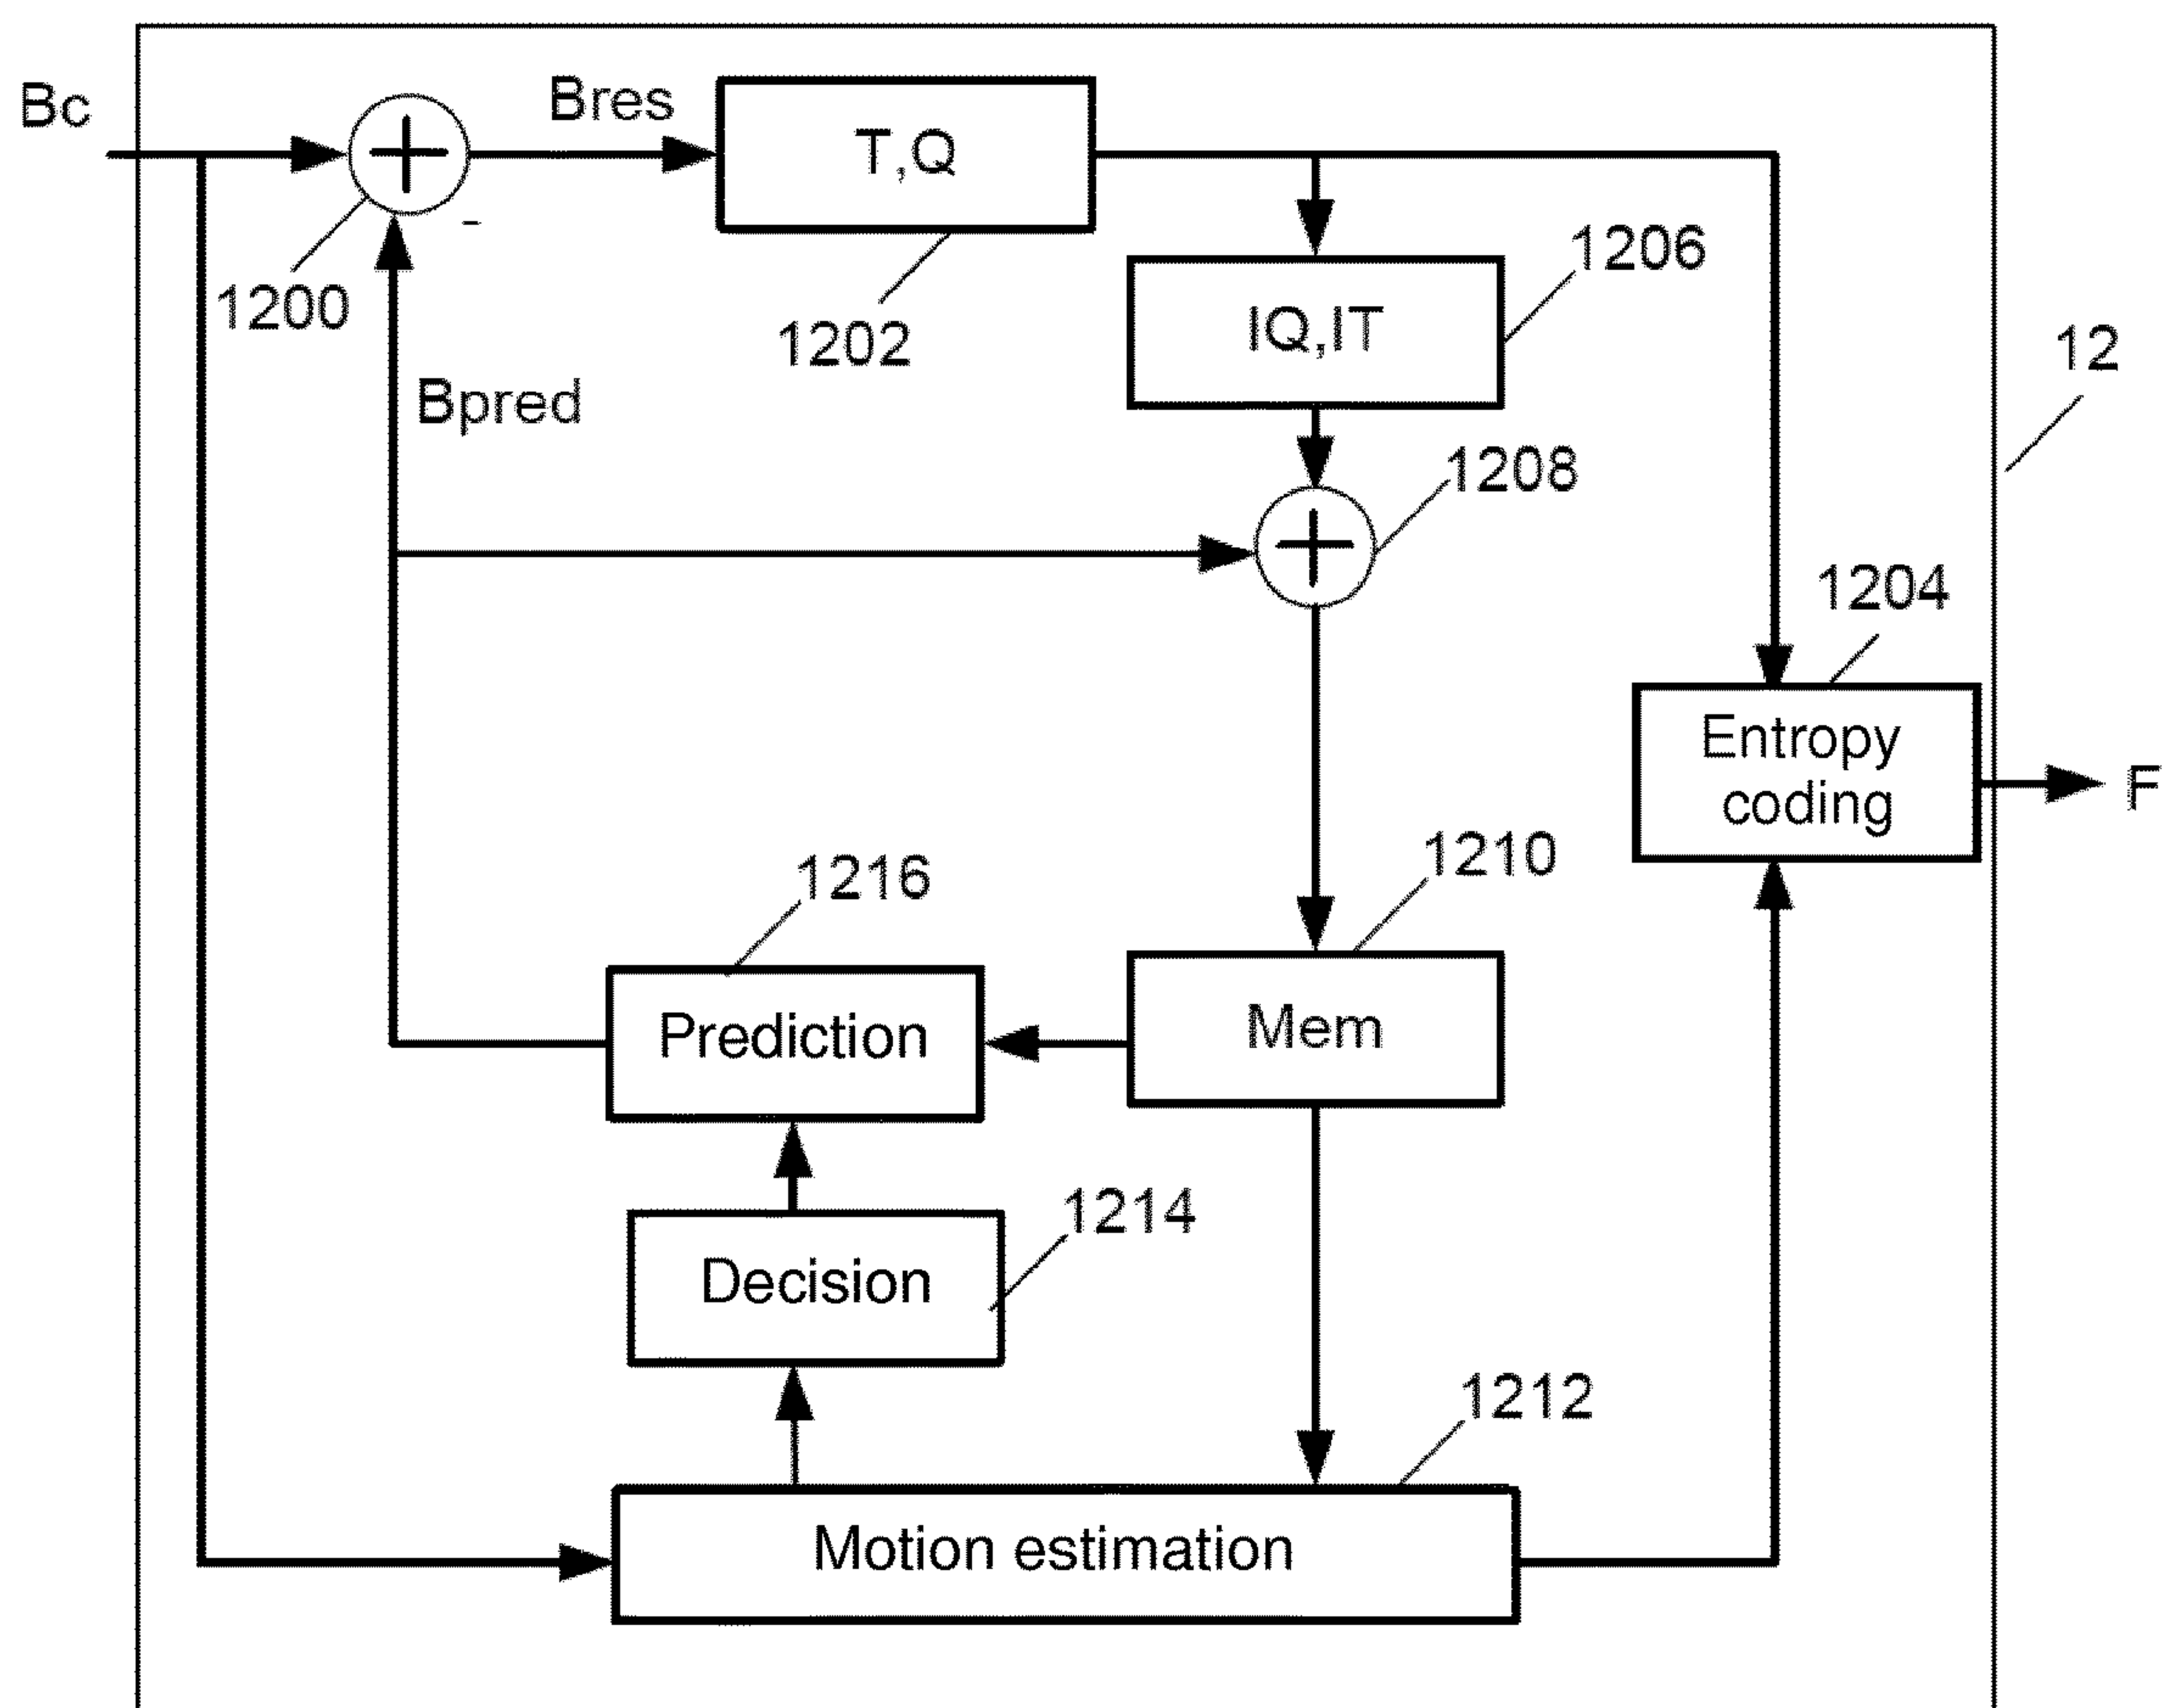 Bc
Bres
T,Q
-
1200
1202
1206
IQ,IT
12
Bpred
1208
1204
Entropy
coding
F
1216
1210
Prediction
Mem
1214
Decision
1212
Motion estimation